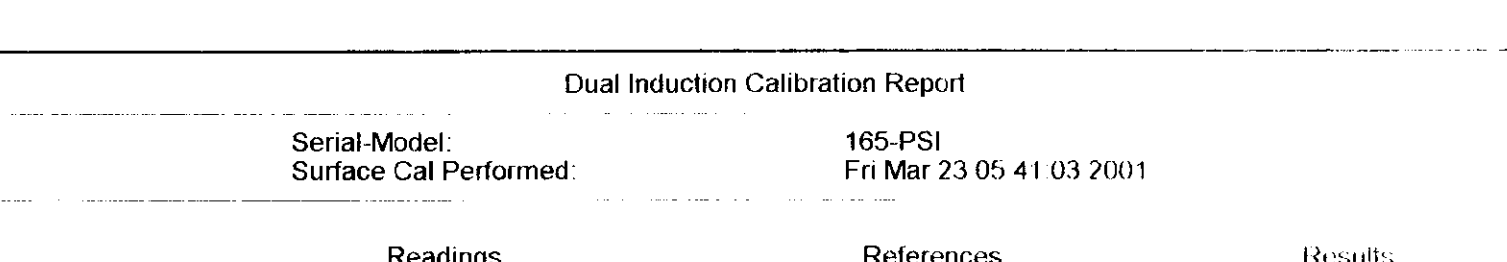 Dual Induction Calibration Report
Serial-Model: 165-PSI
Surface Cal Performed: Fri Mar 23 05 41:03 2001
Readings References Results